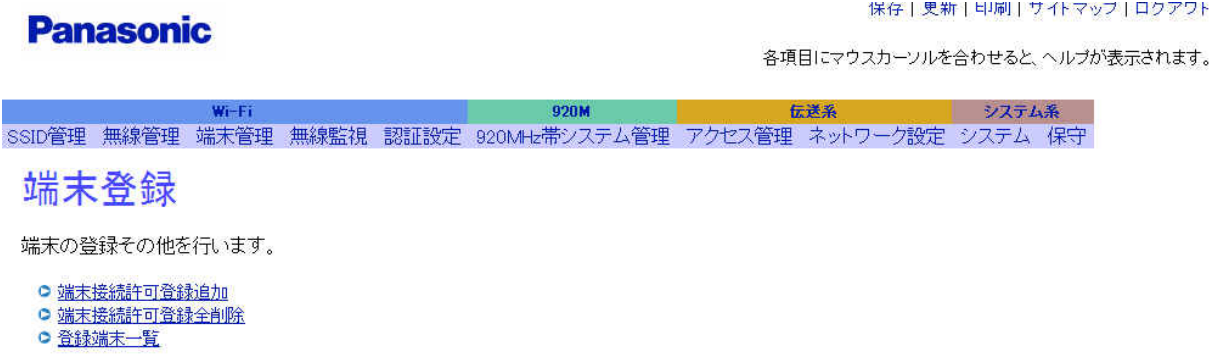 保存 | 更新 | 印刷 | サイトマップ | ログアウト
Panasonic
各項目にマウスカーソルを合わせると、ヘルプが表示されます。
Wi-Fi 920M 伝送系 システム系
SSID管理 無線管理 端末管理 無線監視 認証設定 920MHz帯システム管理 アクセス管理 ネットワーク設定 システム 保守
端末登録
端末の登録その他を行います。
端末接続許可登録追加
端末接続許可登録全削除
登録端末一覧